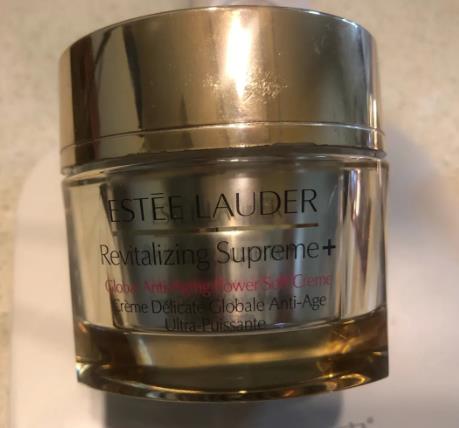 ESTĒE LAUDER
Revitalizing Supreme+
Global Anti-Aging Power Soft Creme
Crème Délicate Globale Anti-Age
Ultra-Puissante